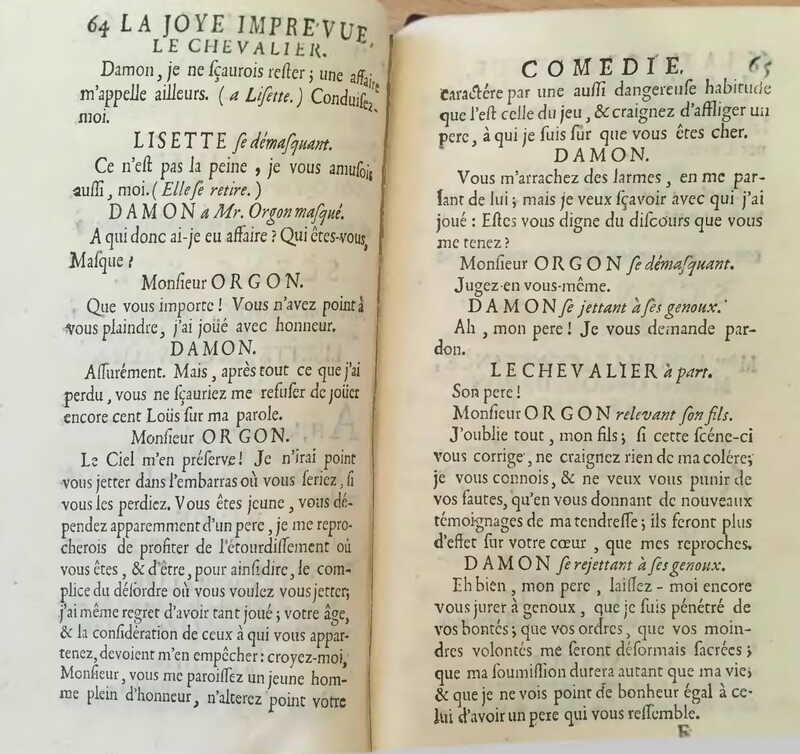 64 LA JOYE IMPRE'VUE
LE CHEVALIER.
Damon, je ne ſçaurois reſter; une affaire
m'appelle ailleurs. (a Liſette.) Conduiſez-
moi.
LISETTE ſe démaſquant.
Ce n'eſt pas la peine, je vous amuſois
auſſi, moi. (Elle ſe retire.)
DAMON a Mr. Orgon maſqué.
A qui donc ai-je eu affaire? Qui êtes-vous,
Maſque?
Monſieur ORGON.
Que vous importe! Vous n'avez point à
vous plaindre, j'ai joüé avec honneur.
DAMON.
Aſſurément. Mais, après tout ce que j'ai
perdu, vous ne ſçauriez me refuſer de joüer
encore cent Loüs ſur ma parole.
Monſieur ORGON.
Le Ciel m'en préſerve! Je n'irai point
vous jetter dans l'embarras où vous ſeriez, ſi
vous les perdiez. Vous êtes jeune, vous dé-
pendez apparemment d'un pere, je me repro-
cherois de profiter de l'étourdiſſement où
vous êtes, & d'être, pour ainſi dire, le com-
plice du déſordre où vous voulez vous jetter;
j'ai même regret d'avoir tant joué; votre âge,
& la conſidération de ceux à qui vous appar-
tenez, devoient m'en empêcher: croyez-moi,
Monſieur, vous me paroiſſez un jeune hom-
me plein d'honneur, n'alterez point votre
COMEDIE. 65
caractére par une auſſi dangereuſe habitude
que l'eſt celle du jeu, & craignez d'affliger un
pere, à qui je ſuis ſûr que vous êtes cher.
DAMON.
Vous m'arrachez des larmes, en me par-
lant de lui; mais je veux ſçavoir avec qui j'ai
joué: Eſtes vous digne du diſcours que vous
me tenez?
Monſieur ORGON ſe démaſquant.
Jugez-en vous-même.
DAMON ſe jettant à ſes genoux.
Ah, mon pere! Je vous demande par-
don.
LE CHEVALIER à part.
Son pere!
Monſieur ORGON relevant ſon fils.
J'oublie tout, mon fils; ſi cette ſcéne-ci
vous corrige, ne craignez rien de ma colére;
je vous connois, & ne veux vous punir de
vos fautes, qu'en vous donnant de nouveaux
témoignages de ma tendreſſe; ils feront plus
d'effet ſur votre cœur, que mes reproches.
DAMON ſe rejettant à ſes genoux.
Eh bien, mon pere, laiſſez-moi encore
vous jurer à genoux, que je ſuis pénétré de
vos bontés; que vos ordres, que vos moin-
dres volontés me ſeront déſormais ſacrées;
que ma ſoumiſſion durera autant que ma vie;
& que je ne vois point de bonheur égal à ce-
lui d'avoir un pere qui vous reſſemble.